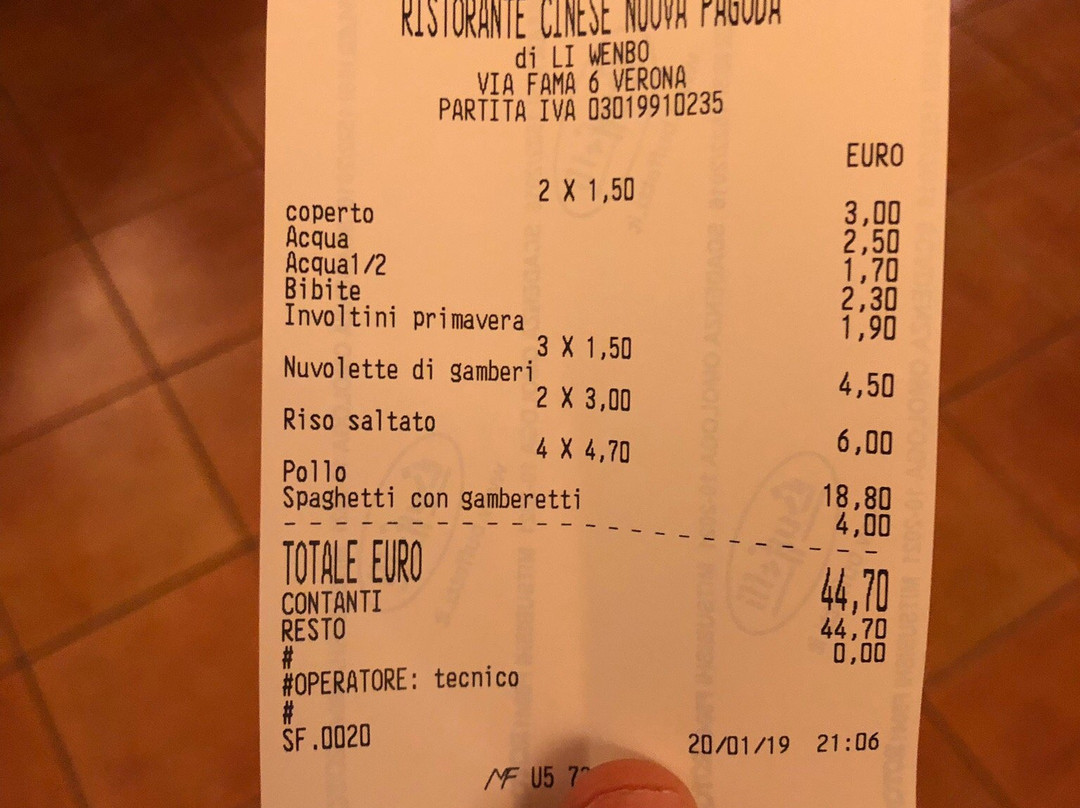 RISTORANTE CINESE NUOVA PAGODA
di LI WENBO
VIA FAMA 6 VERONA
PARTITA IVA 03019910235
EURO
2 X 1,50
coperto 3,00
Acqua 2,50
Acqua1/2 1,70
Bibite 2,30
Involtini primavera 1,90
3 X 1,50
Nuvolette di gamberi 4,50
2 X 3,00
Riso saltato 6,00
4 X 4,70
Pollo 18,80
Spaghetti con gamberetti 4,00
TOTALE EURO 44,70
CONTANTI 44,70
RESTO 0,00
#
#OPERATORE: tecnico
#
SF.0020 20/01/19 21:06
MF U5